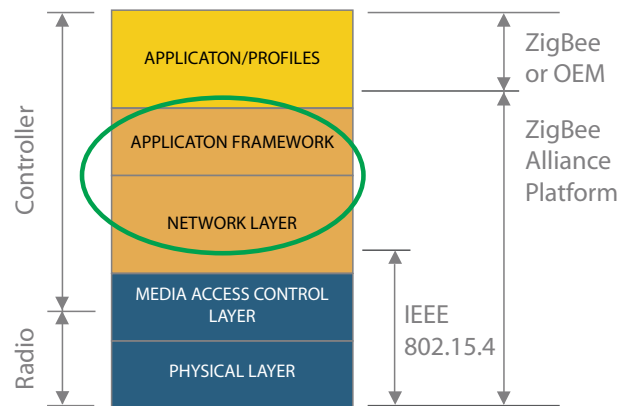 APPLICATON/PROFILES
APPLICATON FRAMEWORK
NETWORK LAYER
MEDIA ACCESS CONTROL
LAYER
PHYSICAL LAYER
Controller
Radio
ZigBee
or OEM
ZigBee
Alliance
Platform
IEEE
802.15.4